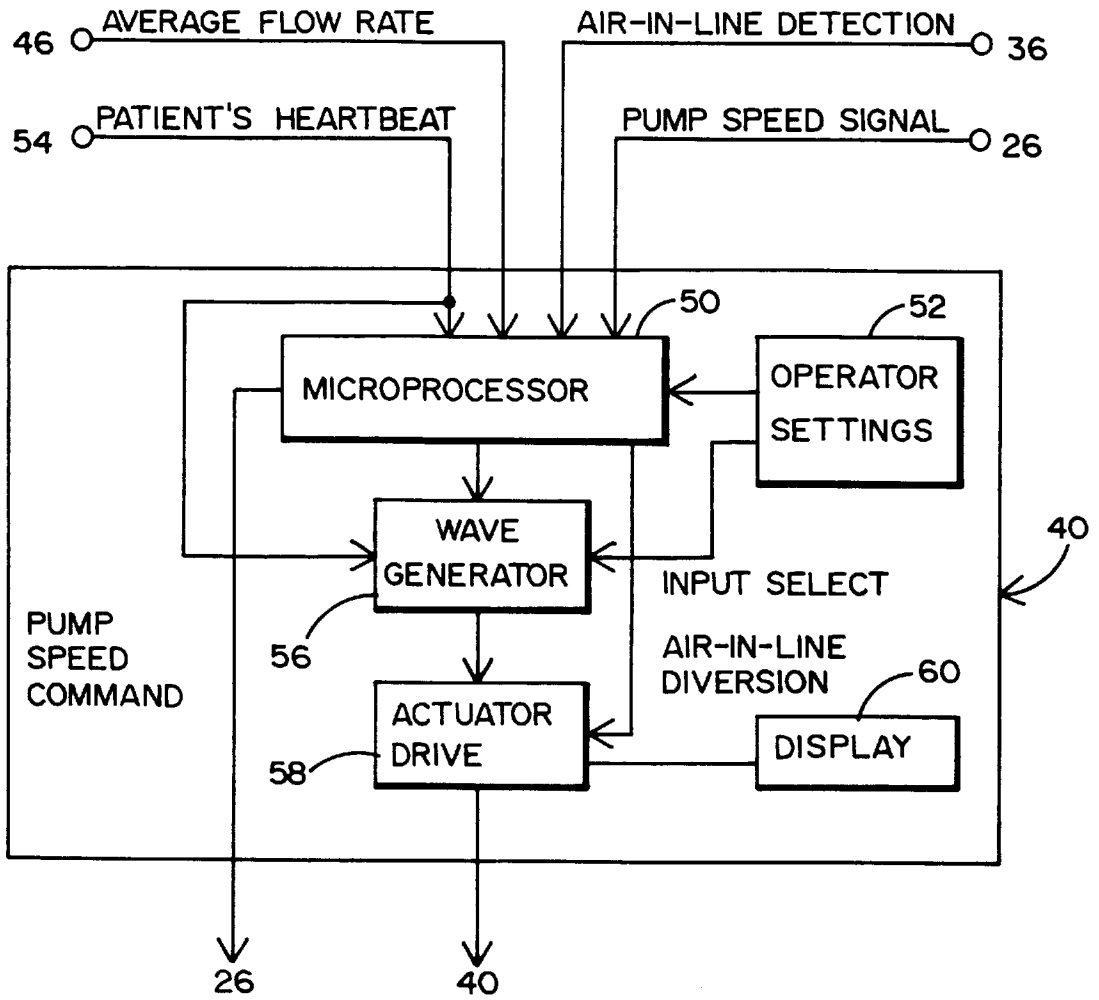 46 AVERAGE FLOW RATE
AIR-IN-LINE DETECTION 36
54 PATIENT'S HEARTBEAT
PUMP SPEED SIGNAL 26
50
52
MICROPROCESSOR
OPERATOR
SETTINGS
WAVE
GENERATOR
40
INPUT SELECT
56
PUMP
SPEED
COMMAND
AIR-IN-LINE
DIVERSION
60
ACTUATOR
DRIVE
DISPLAY
58
26
40